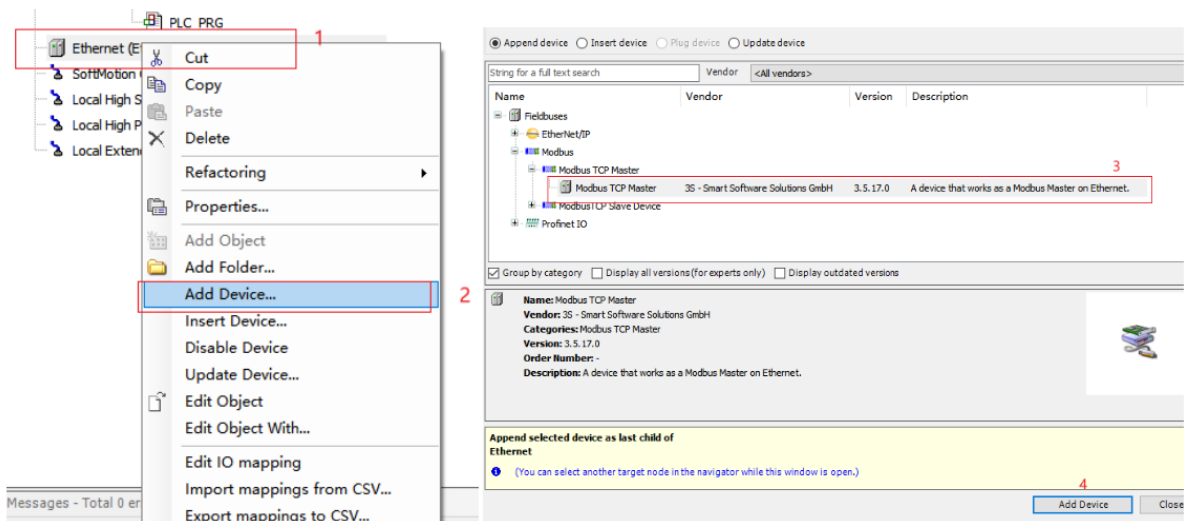 PLC_PRG
1
Ethernet (E
SoftMotion
Local High S
Local High P
Local Exten
Cut
Copy
Paste
Delete
Refactoring
Properties...
Add Object
Add Folder...
Add Device...
2
Insert Device...
Disable Device
Update Device...
Edit Object
Edit Object With...
Edit IO mapping
Import mappings from CSV...
Export mappings to CSV...
Messages - Total 0 er
Append device Insert device Plug device Update device
String for a full text search Vendor <All vendors>
Name Vendor Version Description
Fieldbuses
EtherNet/IP
Modbus
Modbus TCP Master
3
Modbus TCP Master 3S - Smart Software Solutions GmbH 3.5.17.0 A device that works as a Modbus Master on Ethernet.
ModbusTCP Slave Device
Profinet IO
Group by category Display all versions (for experts only) Display outdated versions
Name: Modbus TCP Master
Vendor: 3S - Smart Software Solutions GmbH
Categories: Modbus TCP Master
Version: 3.5.17.0
Order Number: -
Description: A device that works as a Modbus Master on Ethernet.
Append selected device as last child of
Ethernet
(You can select another target node in the navigator while this window is open.)
4
Add Device Close